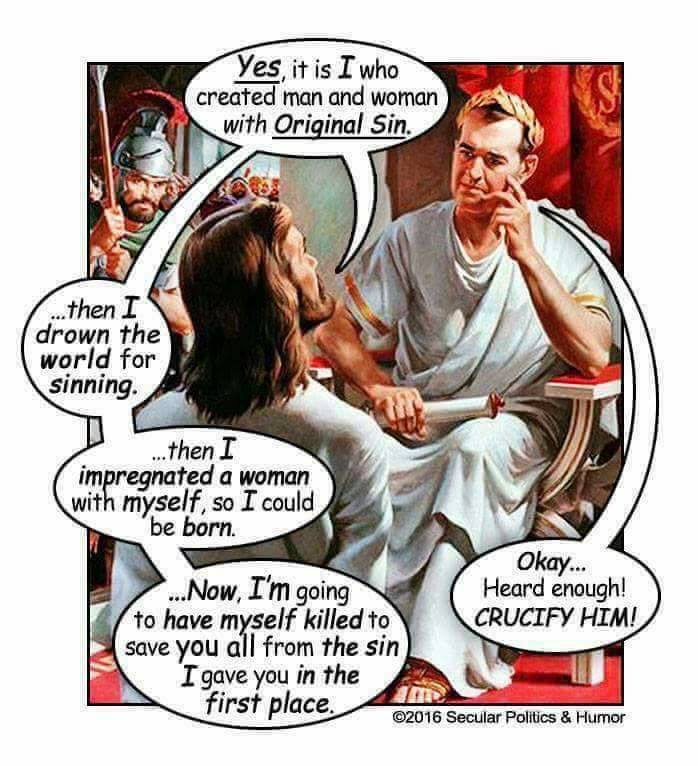 Yes, it is I who
created man and woman
with Original Sin.
...then I
drown the
world for
sinning.
...then I
impregnated a woman
with myself, so I could
be born.
...Now, I'm going
to have myself killed to
save you all from the sin
I gave you in the
first place.
Okay...
Heard enough!
CRUCIFY HIM!
©2016 Secular Politics & Humor